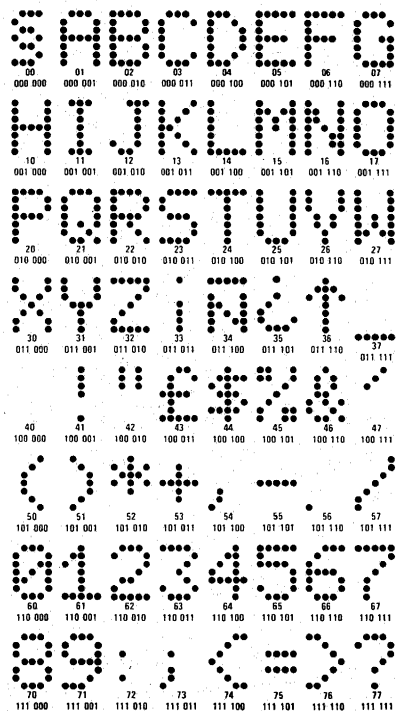 S A B C D E F G
00 01 02 03 04 05 06 07
000 000 000 001 000 010 000 011 000 100 000 101 000 110 000 111
H I J K L M N O
10 11 12 13 14 15 16 17
001 000 001 001 001 010 001 011 001 100 001 101 001 110 001 111
P Q R S T U V W
20 21 22 23 24 25 26 27
010 000 010 001 010 010 010 011 010 100 010 101 010 110 010 111
X Y Z ¡ Ñ ¿ ↑ _
30 31 32 33 34 35 36 37
011 000 011 001 011 010 011 011 011 100 011 101 011 110 011 111
! " £ $ % & '
40 41 42 43 44 45 46 47
100 000 100 001 100 010 100 011 100 100 100 101 100 110 100 111
( ) * + , - . /
50 51 52 53 54 55 56 57
101 000 101 001 101 010 101 011 101 100 101 101 101 110 101 111
0 1 2 3 4 5 6 7
60 61 62 63 64 65 66 67
110 000 110 001 110 010 110 011 110 100 110 101 110 110 110 111
8 9 : ; < = > ?
70 71 72 73 74 75 76 77
111 000 111 001 111 010 111 011 111 100 111 101 111 110 111 111